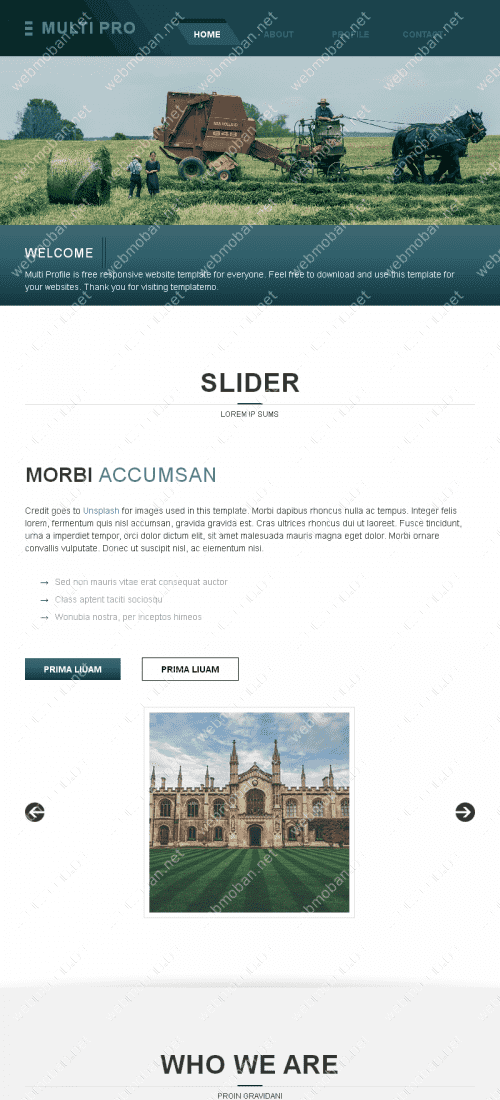 MULTI PRO
HOME ABOUT PROFILE CONTACT
WELCOME
Multi Profile is free responsive website template for everyone. Feel free to download and use this template for
your websites. Thank you for visiting templatemo.
SLIDER
LOREM IP SUMS
MORBI ACCUMSAN
Credit goes to Unsplash for images used in this template. Morbi dapibus rhoncus nulla ac tempus. Integer felis
lorem, fermentum quis nisl accumsan, gravida gravida est. Cras ultrices rhoncus dui ut laoreet. Fusce tincidunt,
urna a imperdiet tempor, orci dolor dictum elit, sit amet malesuada mauris magna eget dolor. Morbi ornare
convallis vulputate. Donec ut suscipit nisl, ac elementum nisi.
→ Sed non mauris vitae erat consequat auctor
→ Class aptent taciti sociosqu
→ Wonubia nostra, per inceptos himeos
PRIMA LIUAM PRIMA LIUAM
WHO WE ARE
PROIN GRAVIDANI
webmoban.net